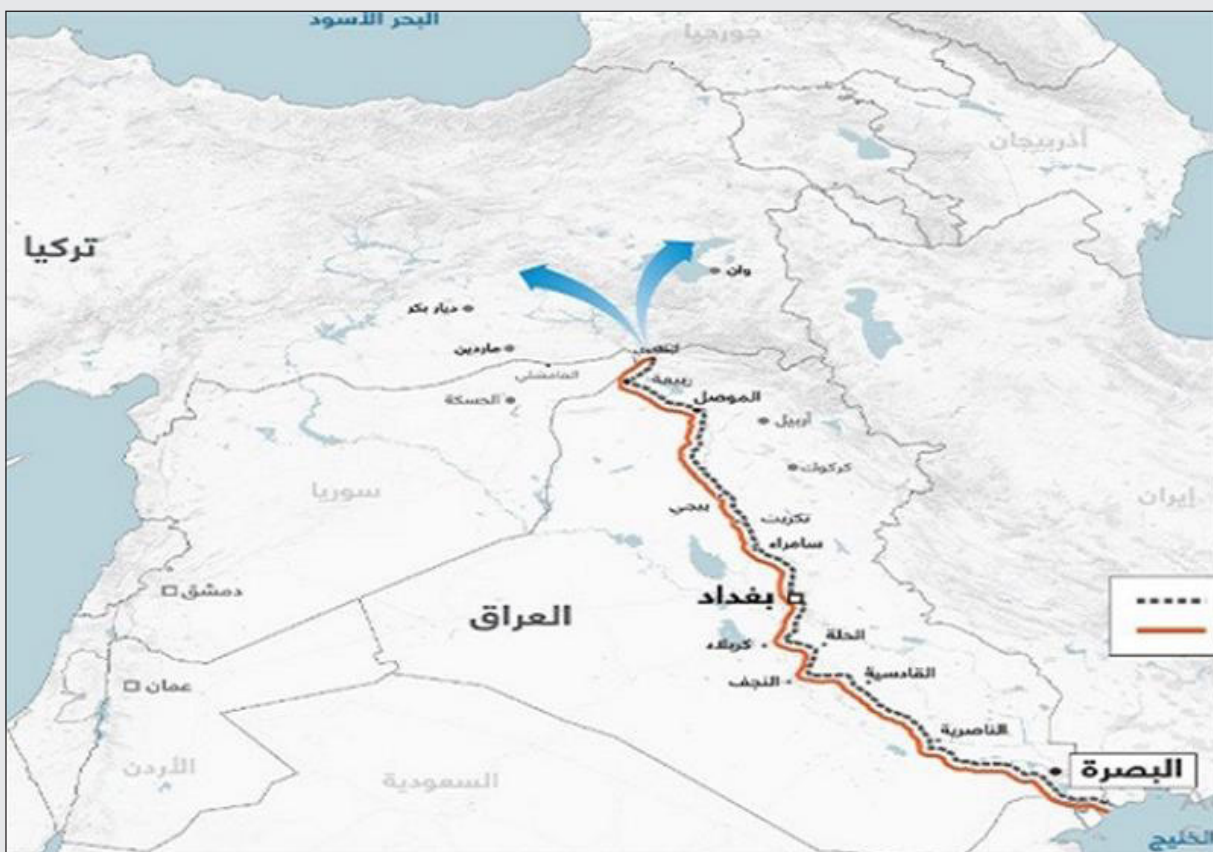 البحر الأسود
جورجيا
أذربيجان
تركيا
وان
ديار بكر
ماردين
القامشلي
ربيعة
الحسكة
الموصل
أربيل
كركوك
سوريا
إيران
بيجي
تكريت
سامراء
دمشق
بغداد
العراق
الحلة
كربلاء
القادسية
النجف
عمان
الناصرية
الأردن
السعودية
البصرة
الخليج